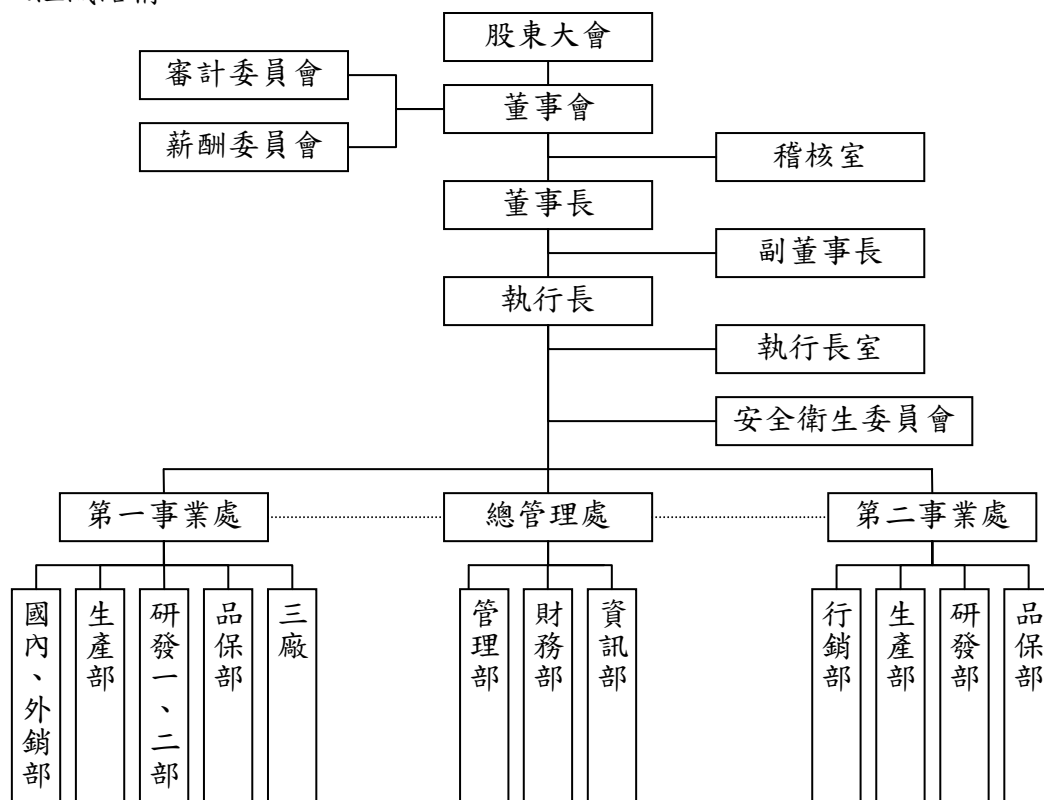 股東大會
審計委員會
董事會
薪酬委員會
稽核室
董事長
副董事長
執行長
執行長室
安全衛生委員會
第一事業處
總管理處
第二事業處
國內、外銷部
生產部
研發一、二部
品保部
三廠
管理部
財務部
資訊部
行銷部
生產部
研發部
品保部